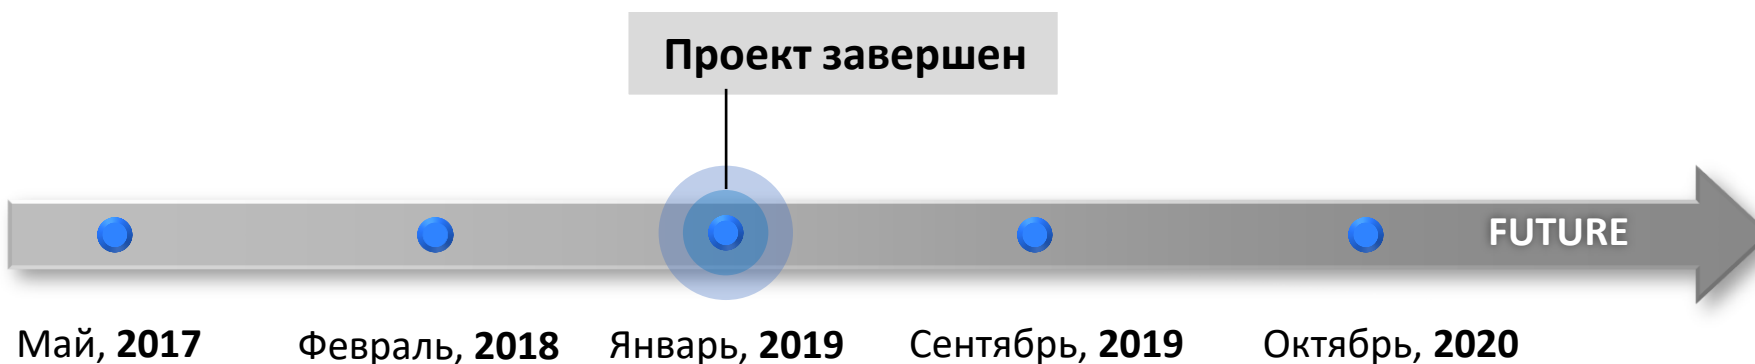 Проект завершен
FUTURE
Май, 2017
Февраль, 2018
Январь, 2019
Сентябрь, 2019
Октябрь, 2020